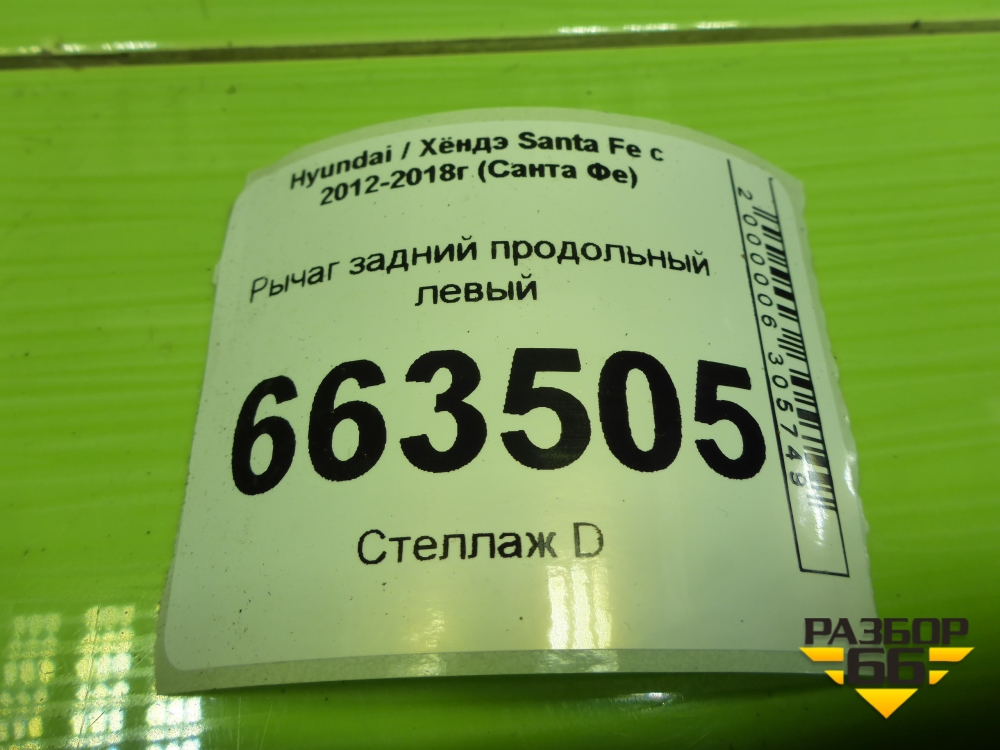 Hyundai / Хёндэ Santa Fe с
2012-2018г (Санта Фе)
Рычаг задний продольный
левый
663505
Стеллаж D
2000006305749
РАЗБОР
66